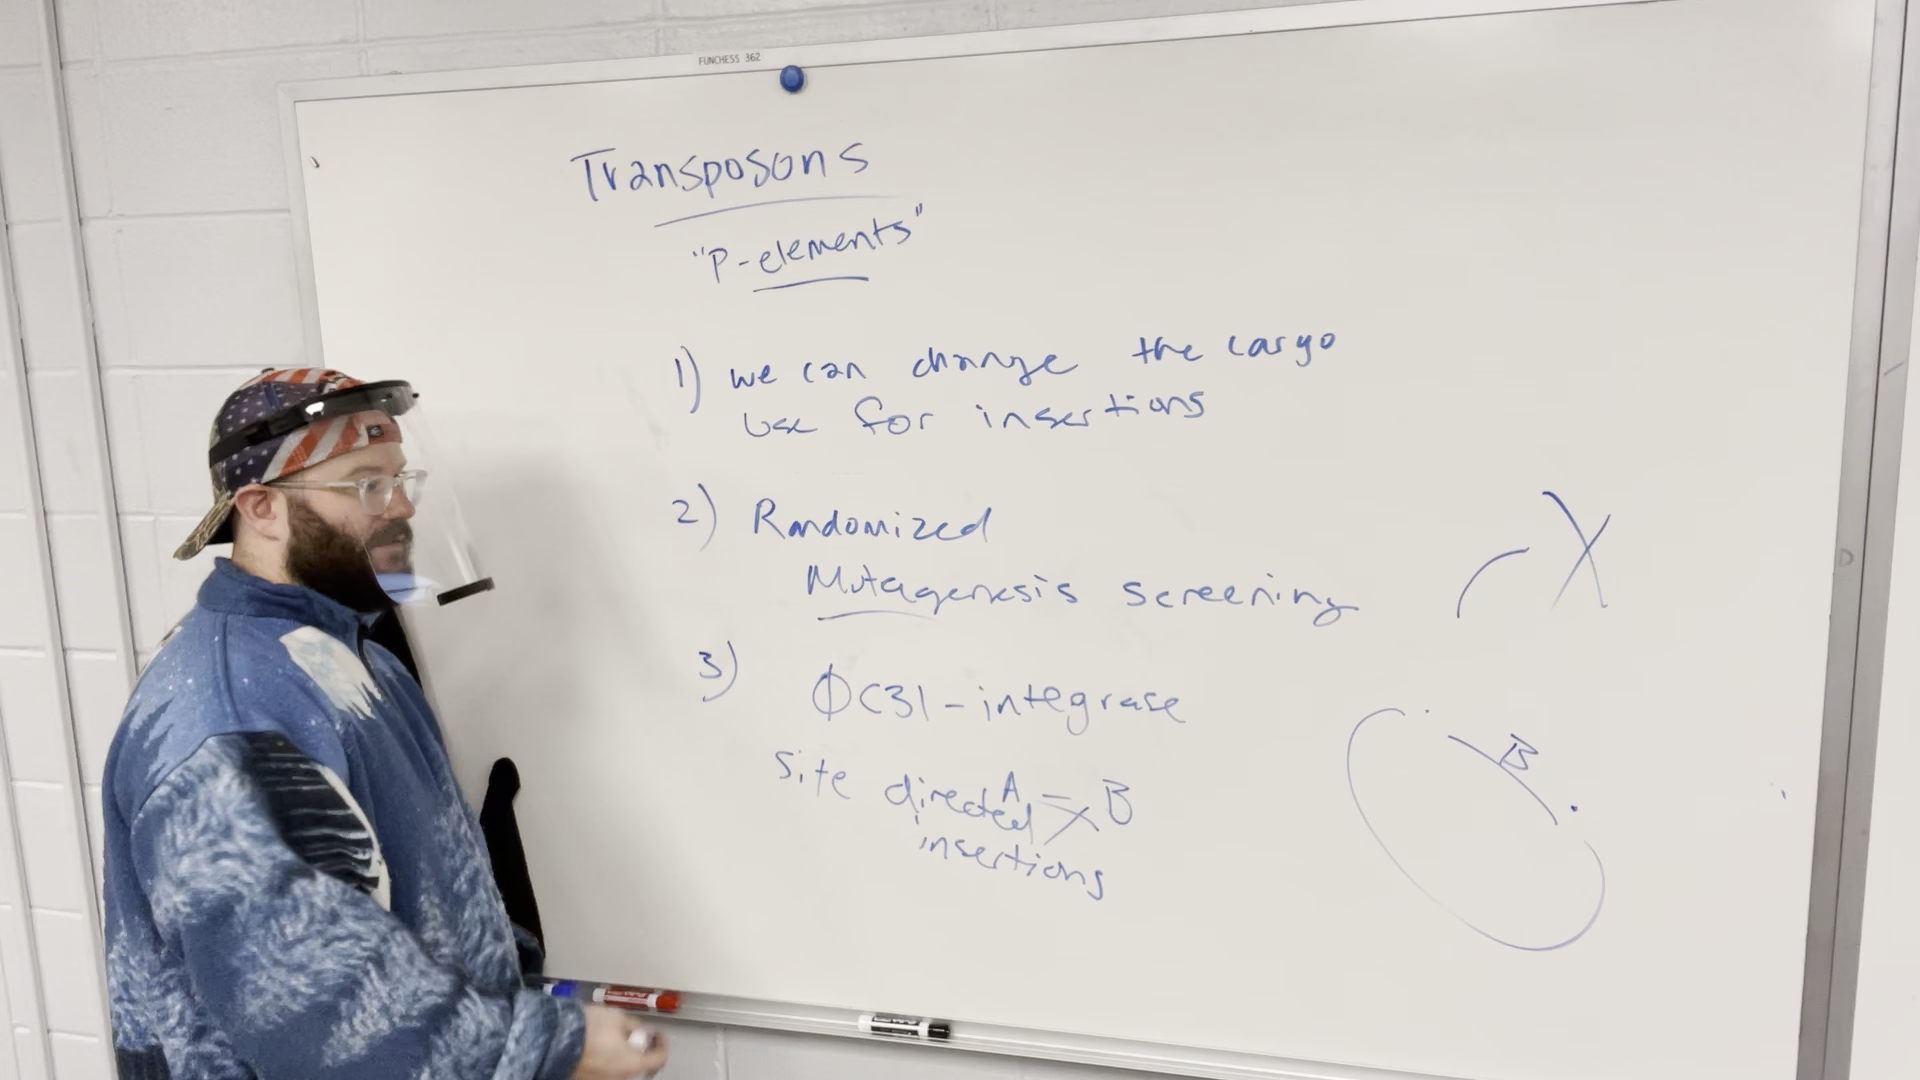 FUNCHESS 362
Transposons
"P-elements"
1) we can change the cargo
use for insertions
2) Randomized
Mutagenesis screening
3)
ΦC31-integrase
site directed
A B
insertions
B